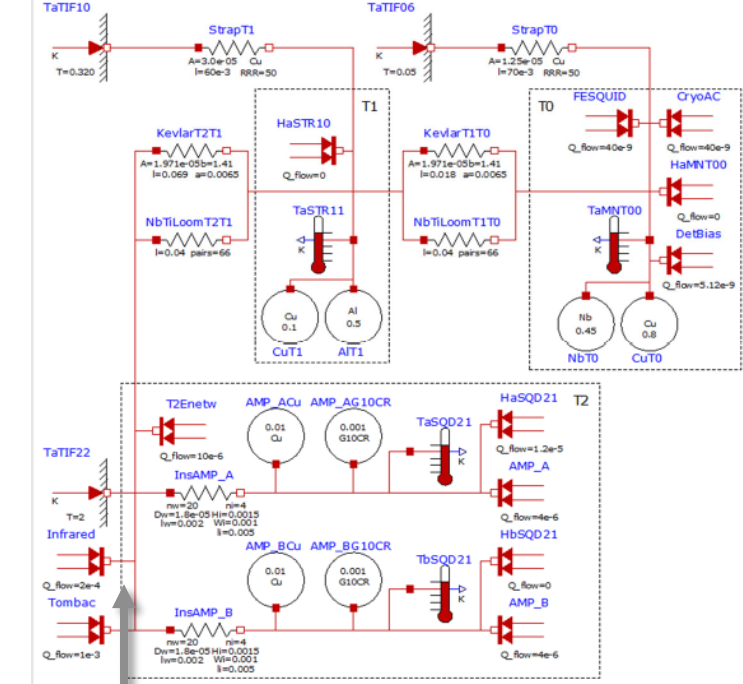 TaTIF10
K
T=0.320
StrapT1
A=3.0e-05 Cu
l=60e-3 RRR=50
TaTIF06
K
T=0.05
StrapT0
A=1.25e-05 Cu
l=70e-3 RRR=50
T1
HaSTR10
Q_flow=0
TaSTR11
K
Cu
0.1
CuT1
Al
0.5
AlT1
KevlarT2T1
A=1.971e-05b=1.41
l=0.069 a=0.0065
NbTiLoomT2T1
l=0.04 pairs=66
KevlarT1T0
A=1.971e-05b=1.41
l=0.018 a=0.0065
NbTiLoomT1T0
l=0.04 pairs=66
T0
FESQUID
Q_flow=40e-9
CryoAC
Q_flow=40e-9
HaMNT00
Q_flow=0
TaMNT00
K
DetBias
Q_flow=5.12e-9
Nb
0.45
NbT0
Cu
0.8
CuT0
T2
T2Enetw
Q_flow=10e-6
AMP_ACu
0.01
Cu
AMP_AG10CR
0.001
G10CR
TaSQD21
K
HaSQD21
Q_flow=1.2e-5
AMP_A
Q_flow=4e-6
TaTIF22
K
T=2
InsAMP_A
nw=20 ni=4
Dw=1.8e-05 Hi=0.0015
lw=0.002 Wi=0.001
li=0.005
Infrared
Q_flow=2e-4
Tombac
Q_flow=1e-3
AMP_BCu
0.01
Cu
AMP_BG10CR
0.001
G10CR
TbSQD21
K
HbSQD21
Q_flow=0
AMP_B
Q_flow=4e-6
InsAMP_B
nw=20 ni=4
Dw=1.8e-05 Hi=0.0015
lw=0.002 Wi=0.001
li=0.005